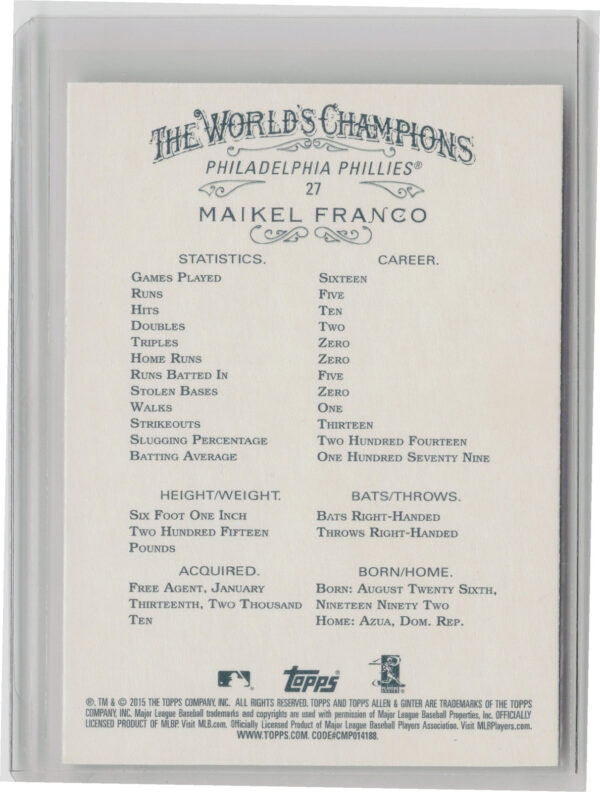 THE WORLD'S CHAMPIONS
PHILADELPHIA PHILLIES®
27
MAIKEL FRANCO
STATISTICS. CAREER.
GAMES PLAYED SIXTEEN
RUNS FIVE
HITS TEN
DOUBLES TWO
TRIPLES ZERO
HOME RUNS ZERO
RUNS BATTED IN FIVE
STOLEN BASES ZERO
WALKS ONE
STRIKEOUTS THIRTEEN
SLUGGING PERCENTAGE TWO HUNDRED FOURTEEN
BATTING AVERAGE ONE HUNDRED SEVENTY NINE
HEIGHT/WEIGHT. BATS/THROWS.
SIX FOOT ONE INCH BATS RIGHT-HANDED
TWO HUNDRED FIFTEEN THROWS RIGHT-HANDED
POUNDS
ACQUIRED. BORN/HOME.
FREE AGENT, JANUARY BORN: AUGUST TWENTY SIXTH,
THIRTEENTH, TWO THOUSAND NINETEEN NINETY TWO
TEN HOME: AZUA, DOM. REP.
Topps
®, TM & © 2015 THE TOPPS COMPANY, INC. ALL RIGHTS RESERVED. TOPPS AND TOPPS ALLEN & GINTER ARE TRADEMARKS OF THE TOPPS
COMPANY, INC. Major League Baseball trademarks and copyrights are used with permission of Major League Baseball Properties, Inc. OFFICIALLY
LICENSED PRODUCT OF MLBP. Visit MLB.com. Officially Licensed Product of Major League Baseball Players Association. Visit MLBPlayers.com.
WWW.TOPPS.COM. CODE#CMP014188.